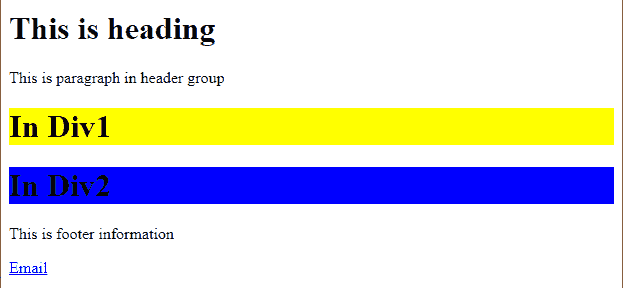 This is heading
This is paragraph in header group
In Div1
In Div2
This is footer information
Email